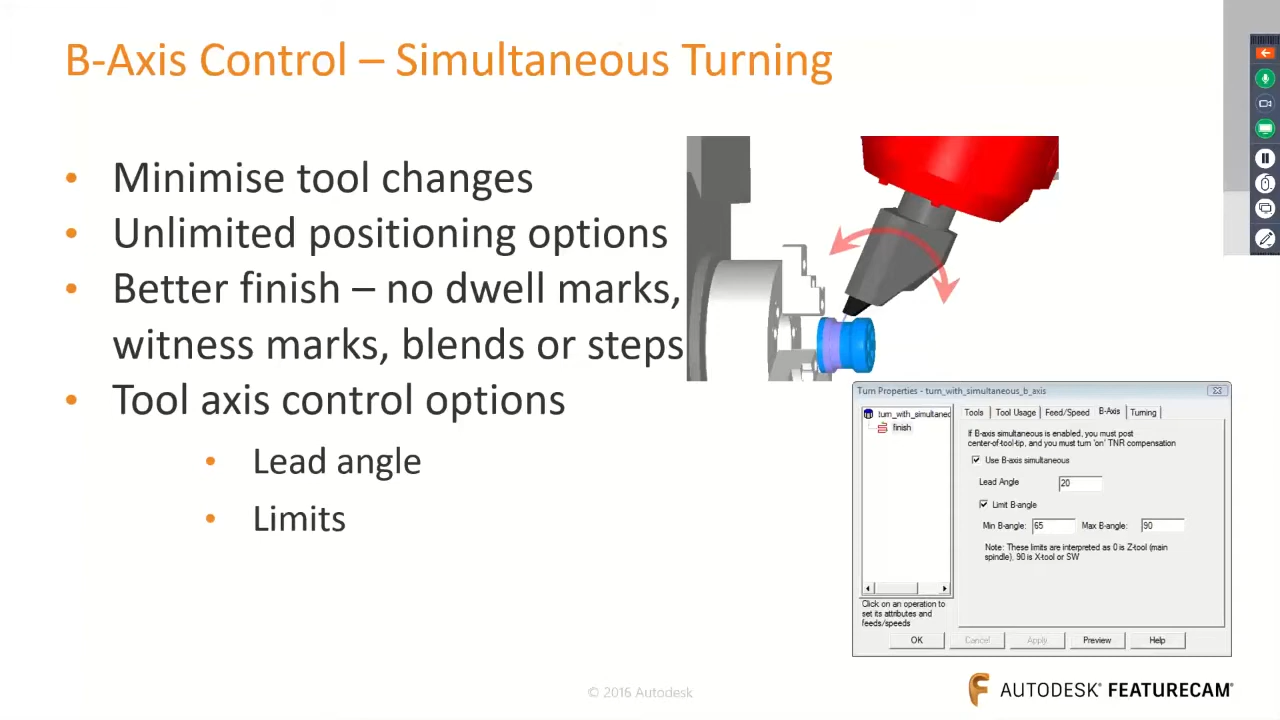 B-Axis Control – Simultaneous Turning
• Minimise tool changes
• Unlimited positioning options
• Better finish – no dwell marks,
witness marks, blends or steps
• Tool axis control options
• Lead angle
• Limits
Turn Properties - turn_with_simultaneous_b_axis
turn_with_simultaneo
finish
Tools
Tool Usage
Feed/Speed
B-Axis
Turning
If B-axis simultaneous is enabled, you must post
center-of-tool-tip, and you must turn 'on' TNR compensation
Use B-axis simultaneous
Lead Angle
20
Limit B-angle
Min B-angle: 65
Max B-angle: 90
Note: These limits are interpreted as 0 is Z-tool (main
spindle), 90 is X-tool or SW
Click on an operation to
set its attributes and
feeds/speeds
OK
Cancel
Apply
Preview
Help
© 2016 Autodesk
F AUTODESK® FEATURECAM®